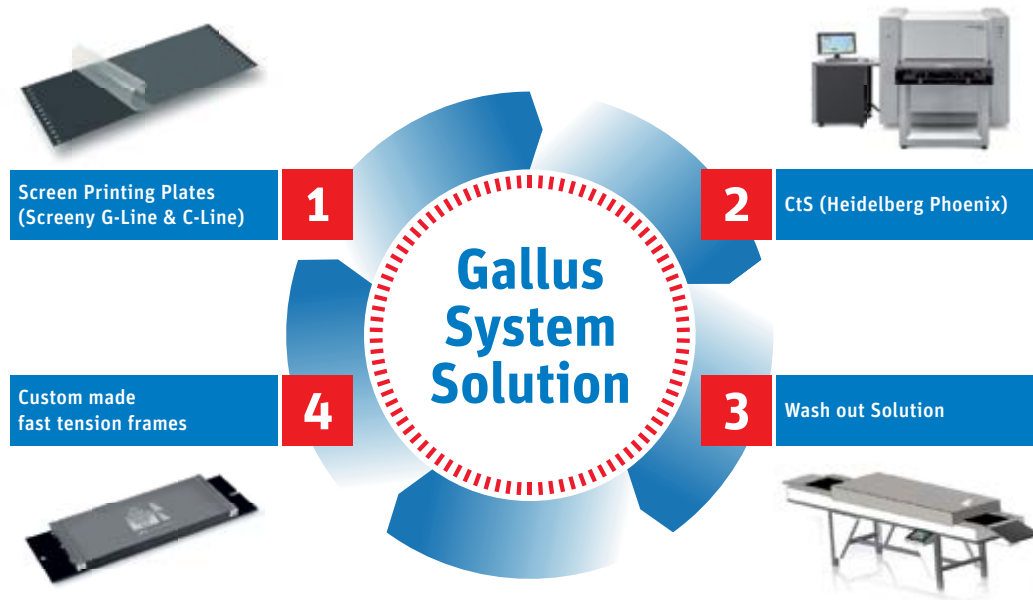 Screen Printing Plates
(Screeny G-Line & C-Line)
1
2
CtS (Heidelberg Phoenix)
Gallus
System
Solution
Custom made
fast tension frames
4
3
Wash out Solution